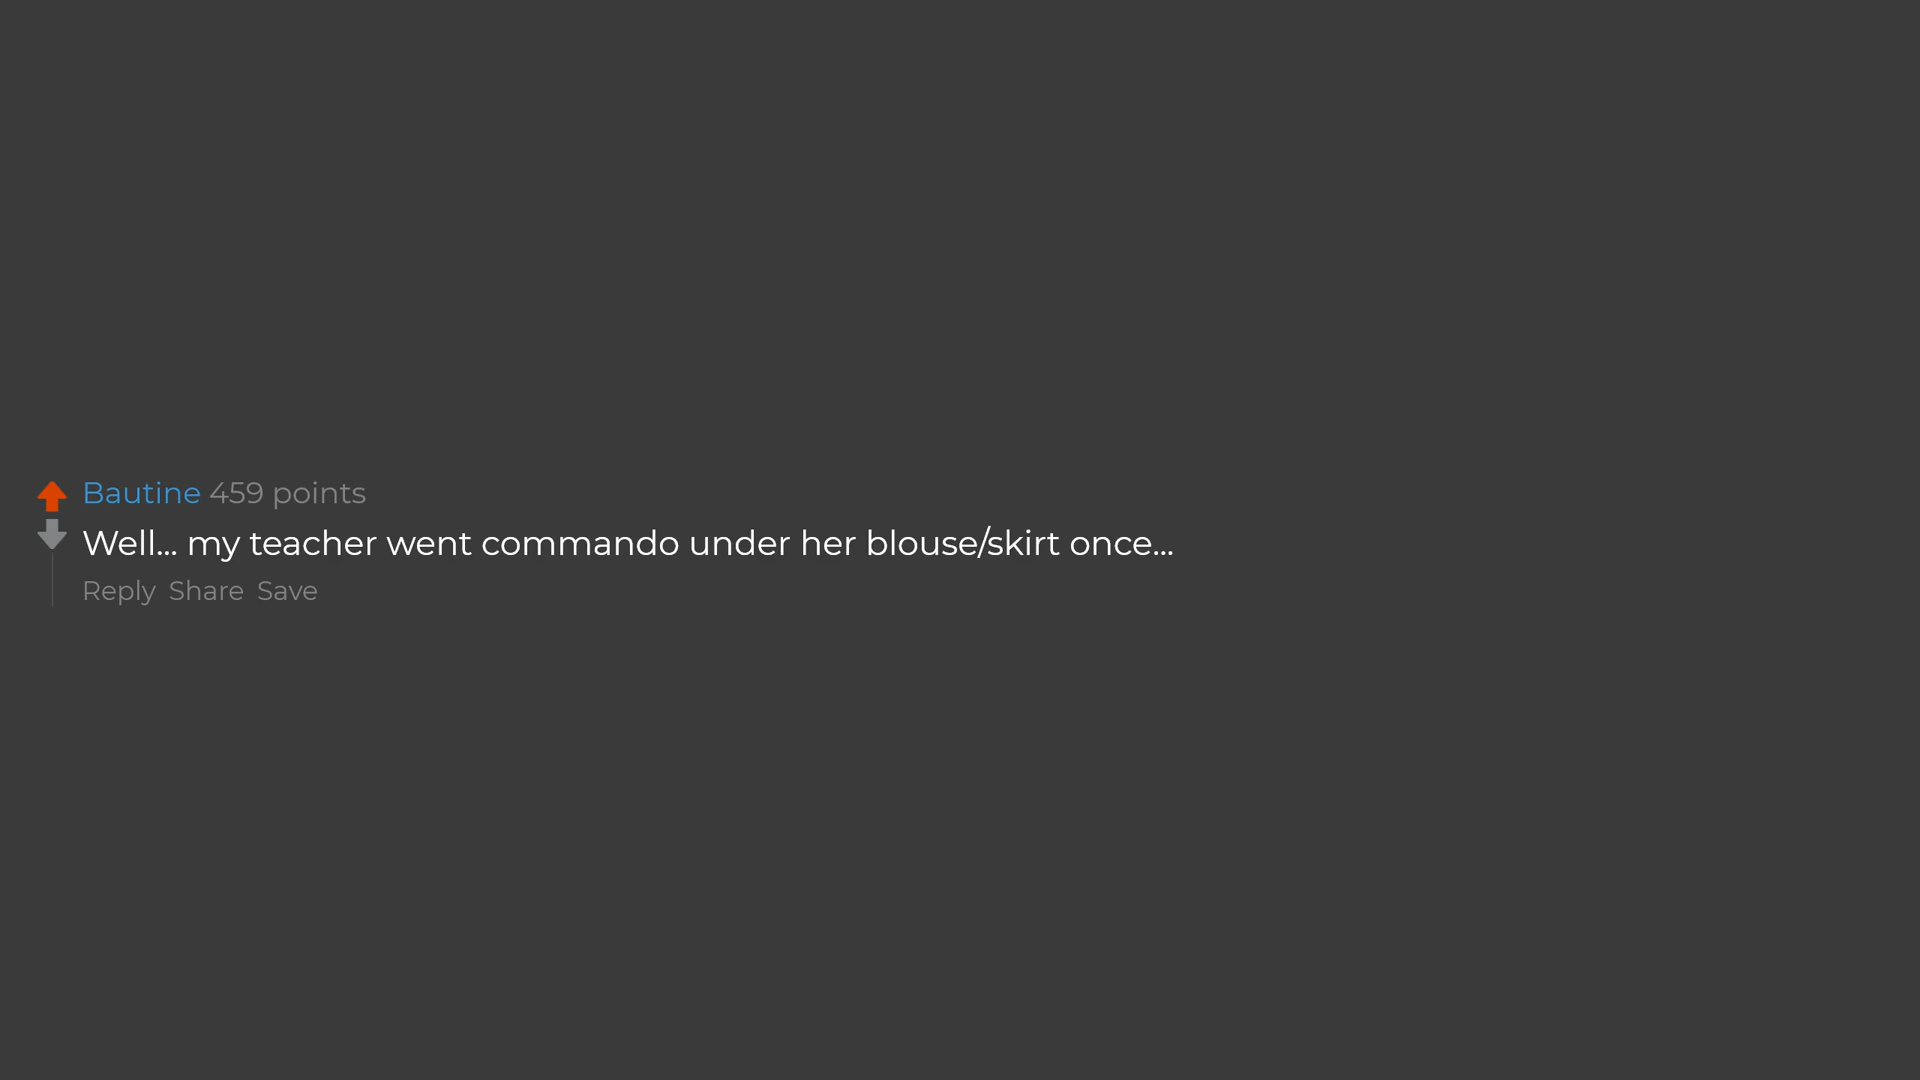 Bautine 459 points
Well... my teacher went commando under her blouse/skirt once...
Reply Share Save